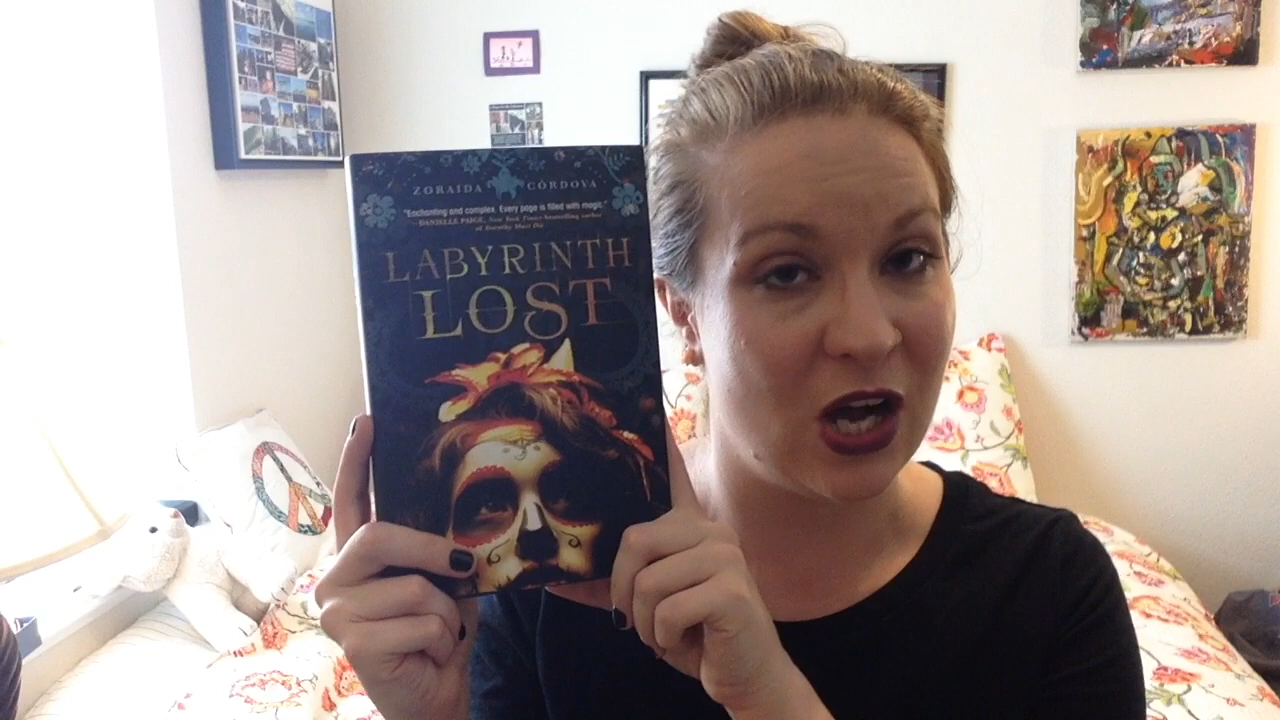 ZORAIDA CÓRDOVA
"Enchanting and complex. Every page is filled with magic."
—DANIELLE PAIGE, New York Times bestselling author
of Dorothy Must Die
LABYRINTH
LOST